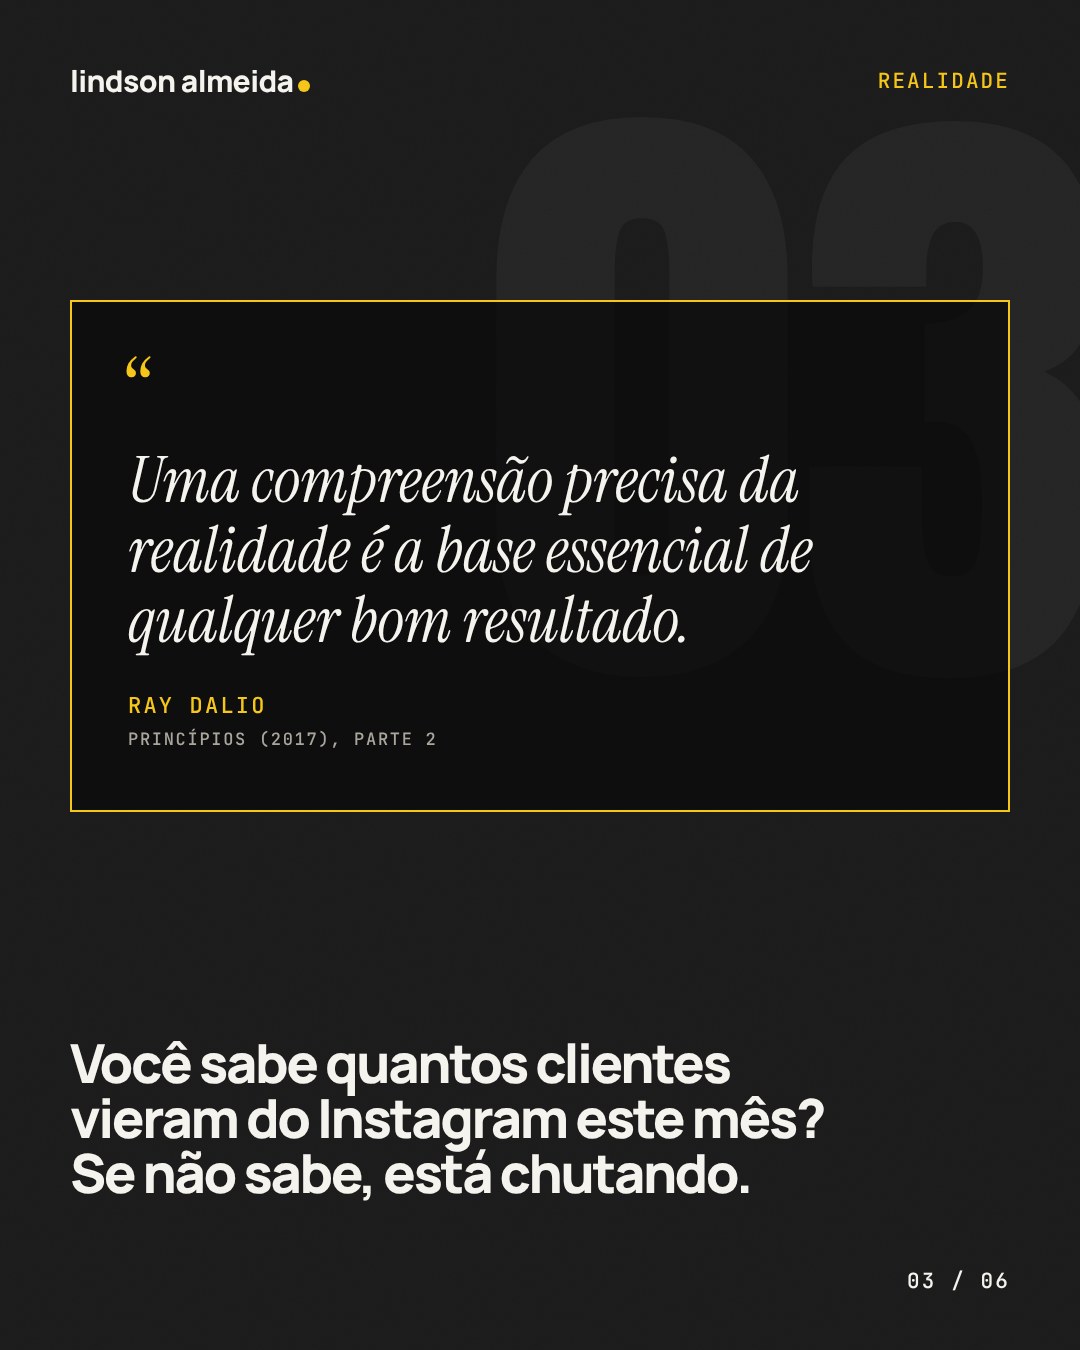 lindson almeida
REALIDADE
03
“
Uma compreensão precisa da
realidade é a base essencial de
qualquer bom resultado.
RAY DALIO
PRINCÍPIOS (2017), PARTE 2
Você sabe quantos clientes
vieram do Instagram este mês?
Se não sabe, está chutando.
03 / 06